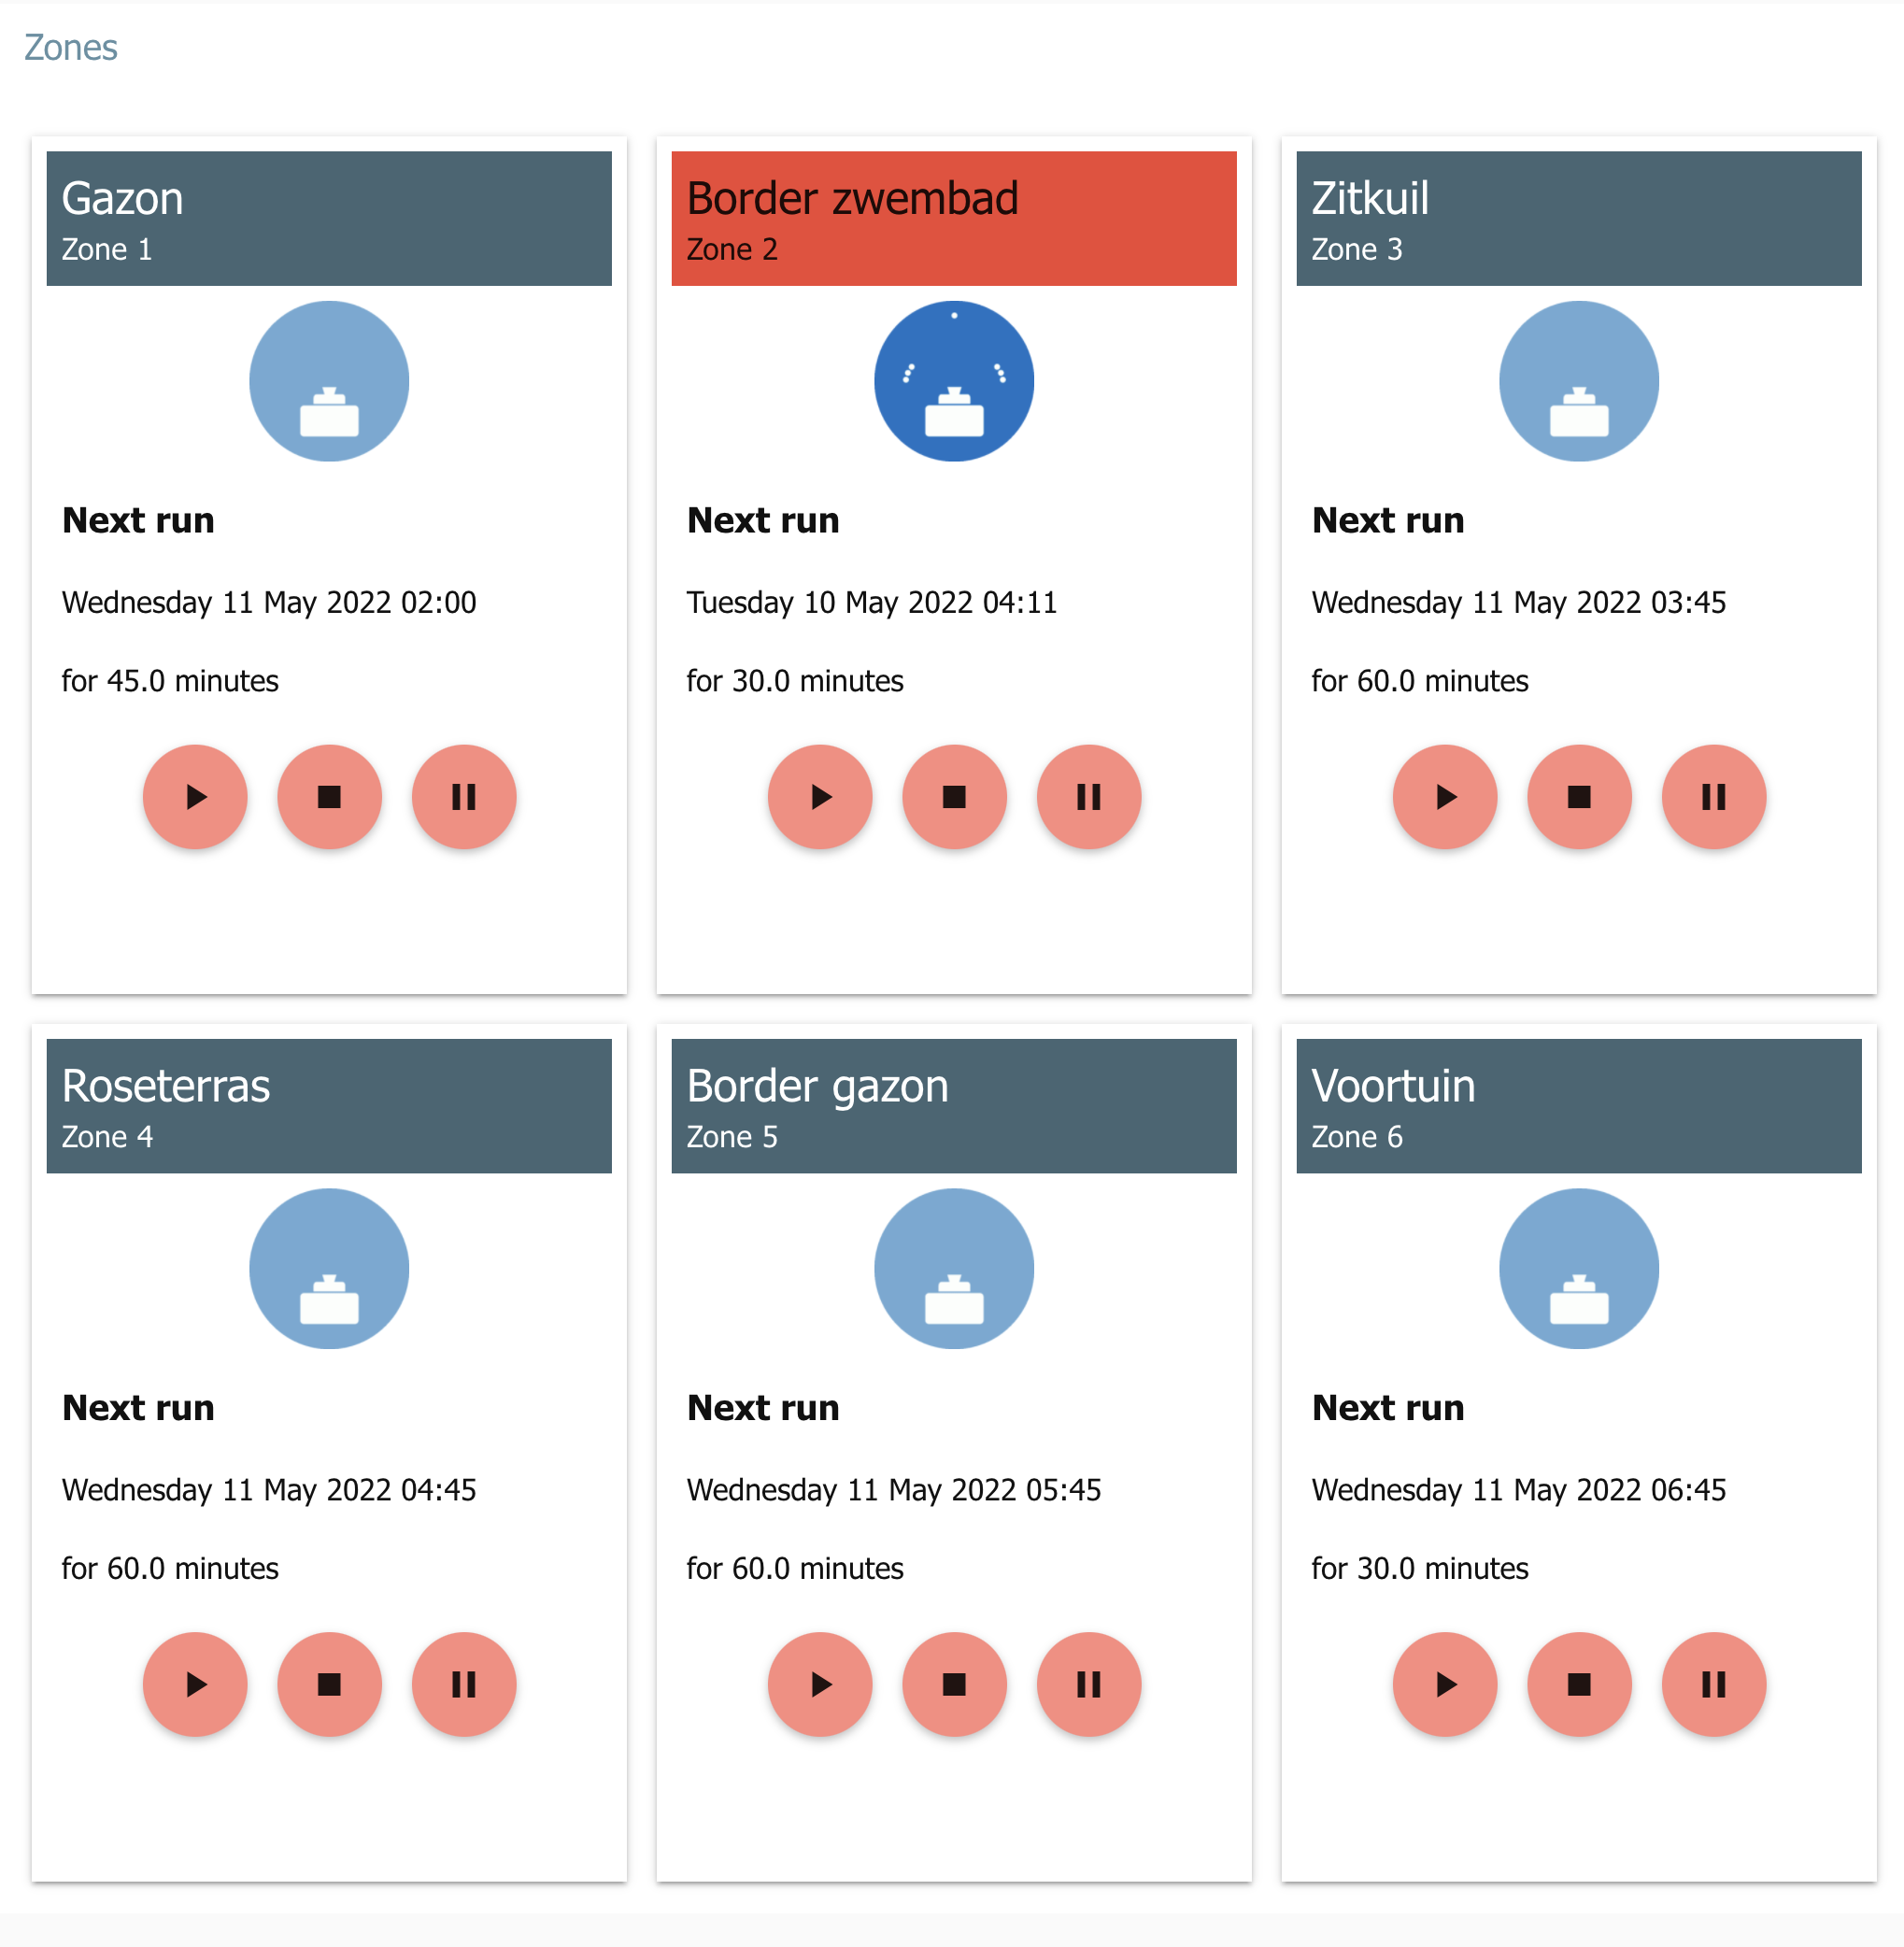 Zones
Gazon
Zone 1
Next run
Wednesday 11 May 2022 02:00
for 45.0 minutes
Border zwembad
Zone 2
Next run
Tuesday 10 May 2022 04:11
for 30.0 minutes
Zitkuil
Zone 3
Next run
Wednesday 11 May 2022 03:45
for 60.0 minutes
Roseterras
Zone 4
Next run
Wednesday 11 May 2022 04:45
for 60.0 minutes
Border gazon
Zone 5
Next run
Wednesday 11 May 2022 05:45
for 60.0 minutes
Voortuin
Zone 6
Next run
Wednesday 11 May 2022 06:45
for 30.0 minutes